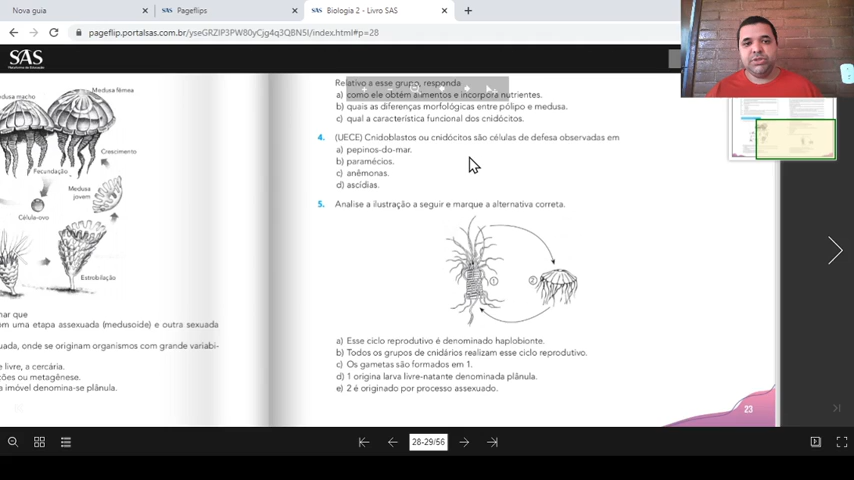 Nova guia
Pageflips
Biologia 2 - Livro SAS
pageflip.portalsas.com.br/yseGRZIP3PW80yCjg4q3QBN5I/index.html#p=28
SAS
edusa macho
Medusa fêmea
Fecundação
Crescimento
Medusa
jovem
Célula-ovo
Estrobilação
mar que
om uma etapa assexuada (medusoide) e outra sexuada
uada, onde se originam organismos com grande variabi-
e livre, a cercária.
ções ou metagênese.
a imóvel denomina-se plânula.
Relativo a esse grupo, responda
a) como ele obtém alimentos e incorpora nutrientes.
b) quais as diferenças morfológicas entre pólipo e medusa.
c) qual a característica funcional dos cnidócitos.
4. (UECE) Cnidoblastos ou cnidócitos são células de defesa observadas em
a) pepinos-do-mar.
b) paramécios.
c) anêmonas.
d) ascídias.
5. Analise a ilustração a seguir e marque a alternativa correta.
1
2
a) Esse ciclo reprodutivo é denominado haplobionte.
b) Todos os grupos de cnidários realizam esse ciclo reprodutivo.
c) Os gametas são formados em 1.
d) 1 origina larva livre-natante denominada plânula.
e) 2 é originado por processo assexuado.
23
28-29/56